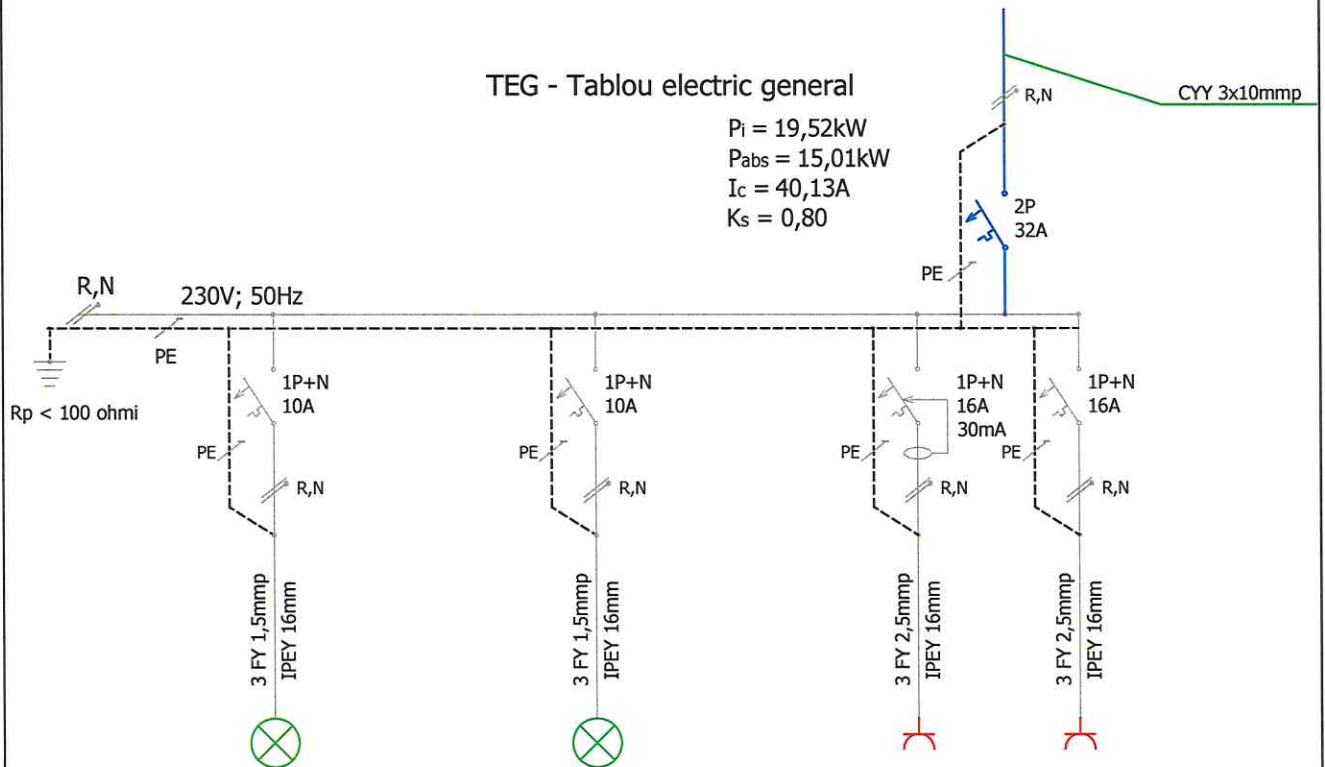 TEG - Tablou electric general
Pi = 19,52kW
Pabs = 15,01kW
Ic = 40,13A
Ks = 0,80
R,N
CYY 3x10mmp
2P
32A
PE
R,N
230V; 50Hz
PE
Rp < 100 ohmi
1P+N
10A
PE
R,N
3 FY 1,5mmp
IPEY 16mm
1P+N
10A
PE
R,N
3 FY 1,5mmp
IPEY 16mm
1P+N
16A
30mA
PE
R,N
3 FY 2,5mmp
IPEY 16mm
1P+N
16A
PE
R,N
3 FY 2,5mmp
IPEY 16mm